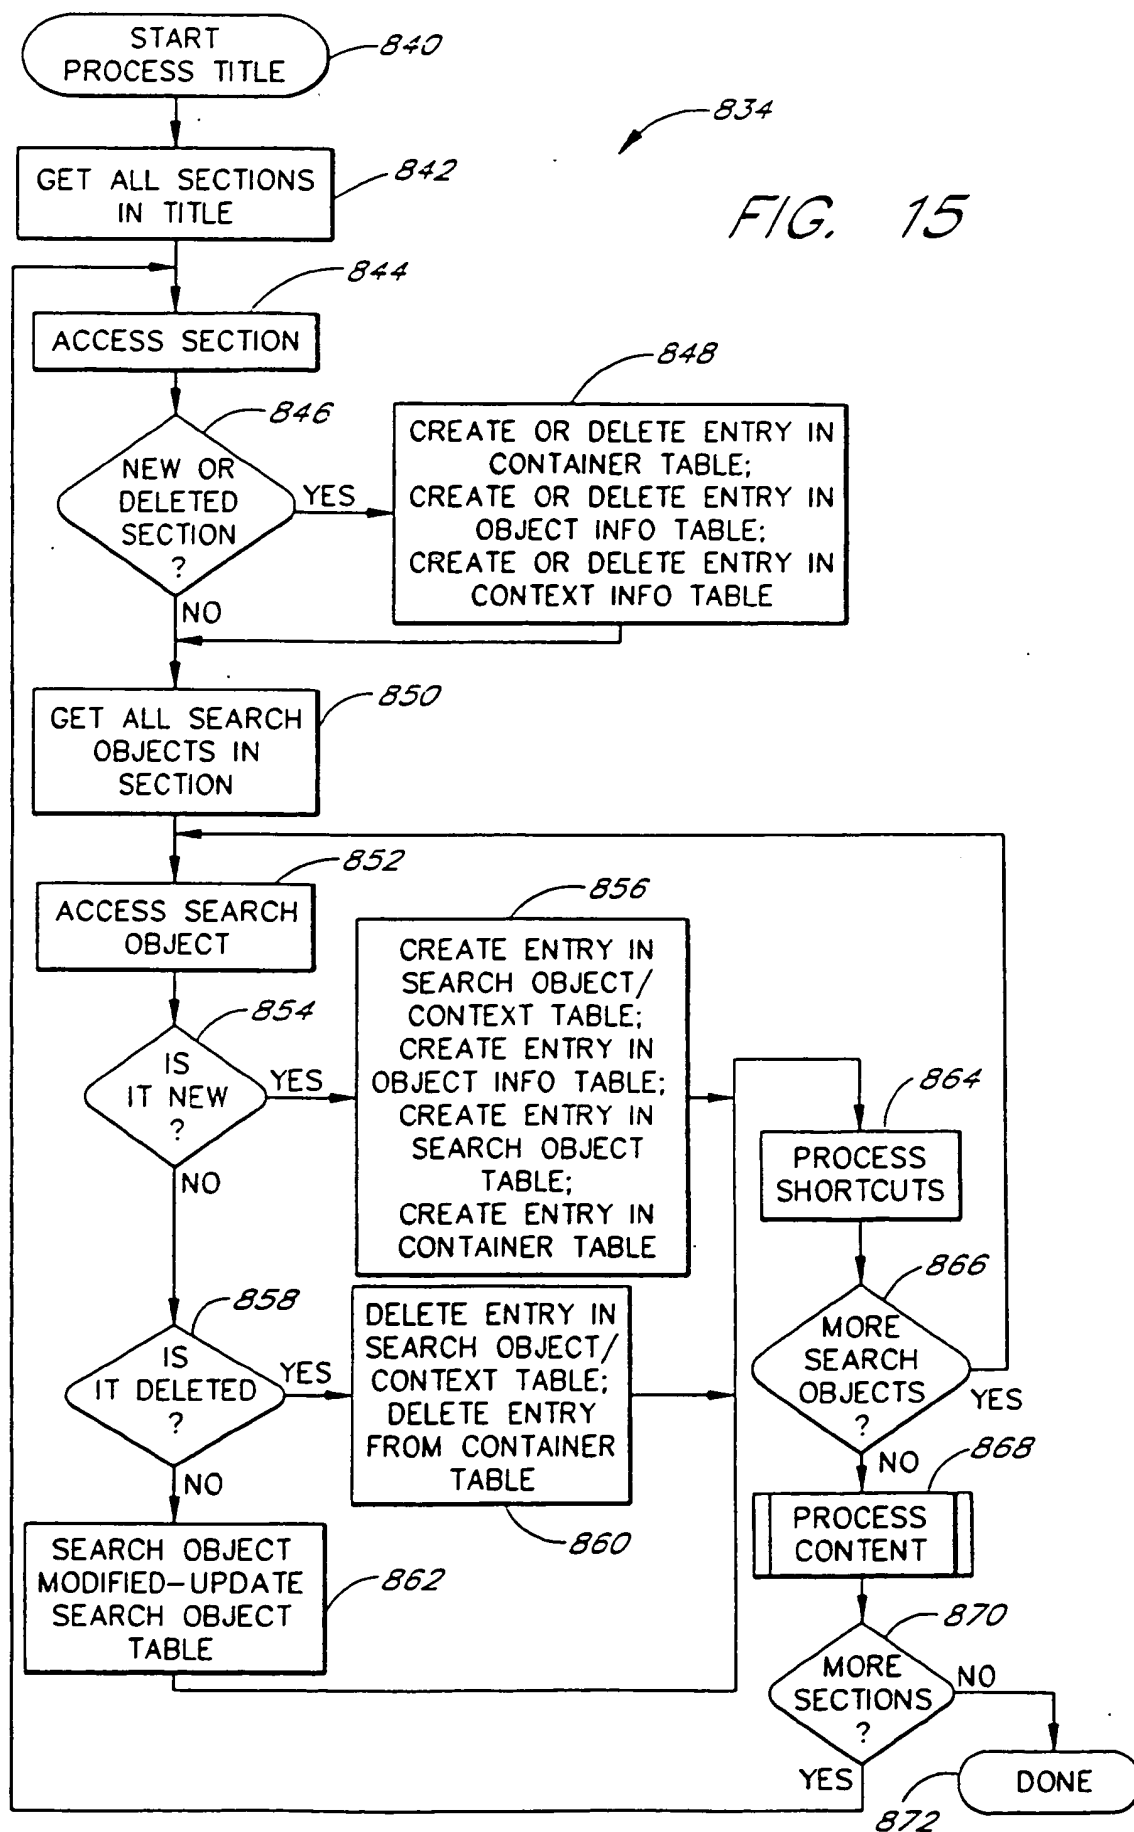 START
PROCESS TITLE
840
834
GET ALL SECTIONS
IN TITLE
842
FIG. 15
844
ACCESS SECTION
846
NEW OR
DELETED
SECTION
?
YES
NO
848
CREATE OR DELETE ENTRY IN
CONTAINER TABLE;
CREATE OR DELETE ENTRY IN
OBJECT INFO TABLE;
CREATE OR DELETE ENTRY IN
CONTEXT INFO TABLE
850
GET ALL SEARCH
OBJECTS IN
SECTION
852
ACCESS SEARCH
OBJECT
854
IS
IT NEW
?
YES
NO
856
CREATE ENTRY IN
SEARCH OBJECT/
CONTEXT TABLE;
CREATE ENTRY IN
OBJECT INFO TABLE;
CREATE ENTRY IN
SEARCH OBJECT
TABLE;
CREATE ENTRY IN
CONTAINER TABLE
858
IS
IT DELETED
?
YES
NO
DELETE ENTRY IN
SEARCH OBJECT/
CONTEXT TABLE;
DELETE ENTRY
FROM CONTAINER
TABLE
860
SEARCH OBJECT
MODIFIED-UPDATE
SEARCH OBJECT
TABLE
862
864
PROCESS
SHORTCUTS
866
MORE
SEARCH
OBJECTS
?
YES
NO
868
PROCESS
CONTENT
870
MORE
SECTIONS
?
NO
YES
DONE
872